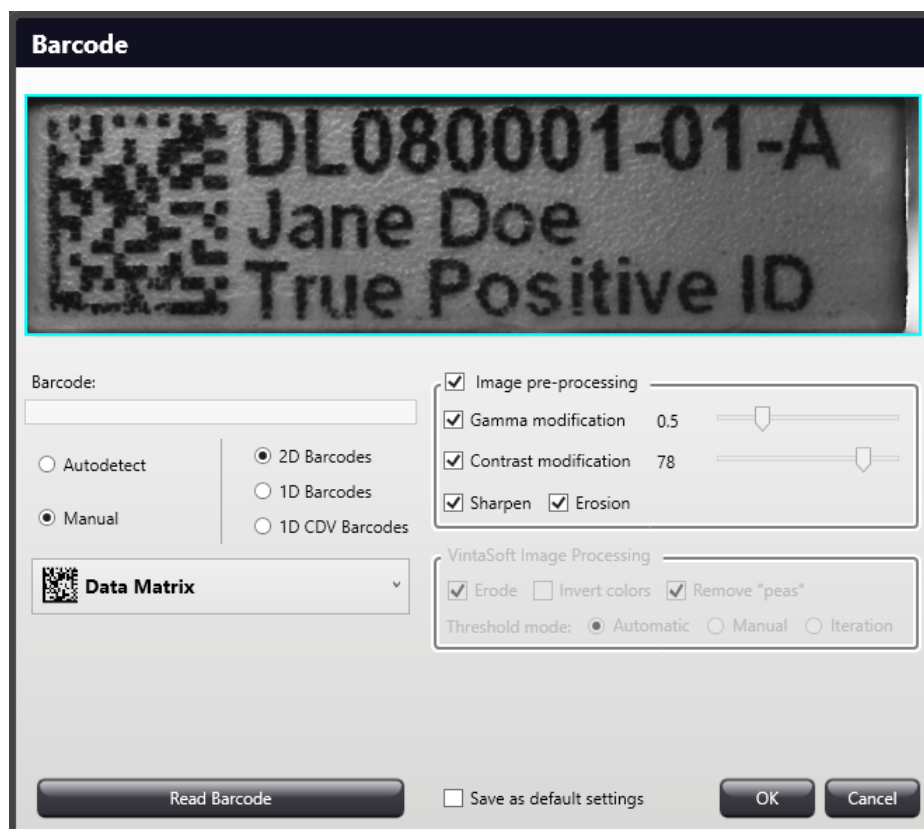 Barcode
DL080001-01-A
Jane Doe
True Positive ID
Barcode:
Image pre-processing
Gamma modification 0.5
Contrast modification 78
Sharpen Erosion
Autodetect
Manual
2D Barcodes
1D Barcodes
1D CDV Barcodes
Data Matrix
VintaSoft Image Processing
Erode Invert colors Remove "peas"
Threshold mode: Automatic Manual Iteration
Read Barcode
Save as default settings
OK
Cancel